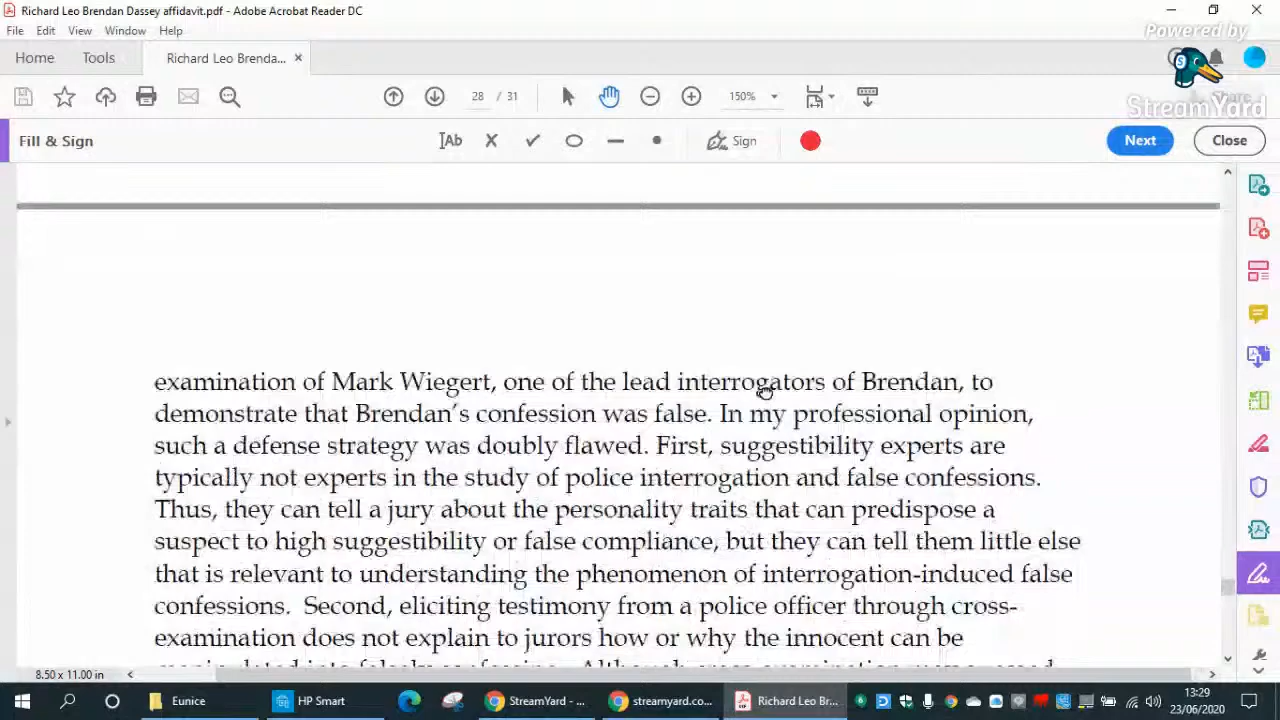 Richard Leo Brendan Dassey affidavit.pdf - Adobe Acrobat Reader DC
Powered by
File Edit View Window Help
Home Tools Richard Leo Brenda... ×
StreamYard
28 / 31 150%
Fill & Sign
Ab Sign Next Close
examination of Mark Wiegert, one of the lead interrogators of Brendan, to
demonstrate that Brendan’s confession was false. In my professional opinion,
such a defense strategy was doubly flawed. First, suggestibility experts are
typically not experts in the study of police interrogation and false confessions.
Thus, they can tell a jury about the personality traits that can predispose a
suspect to high suggestibility or false compliance, but they can tell them little else
that is relevant to understanding the phenomenon of interrogation-induced false
confessions. Second, eliciting testimony from a police officer through cross-
examination does not explain to jurors how or why the innocent can be
8.50 x 11.00 in
Eunice HP Smart StreamYard - ... streamyard.co... Richard Leo Br...
13:29
23/06/2020